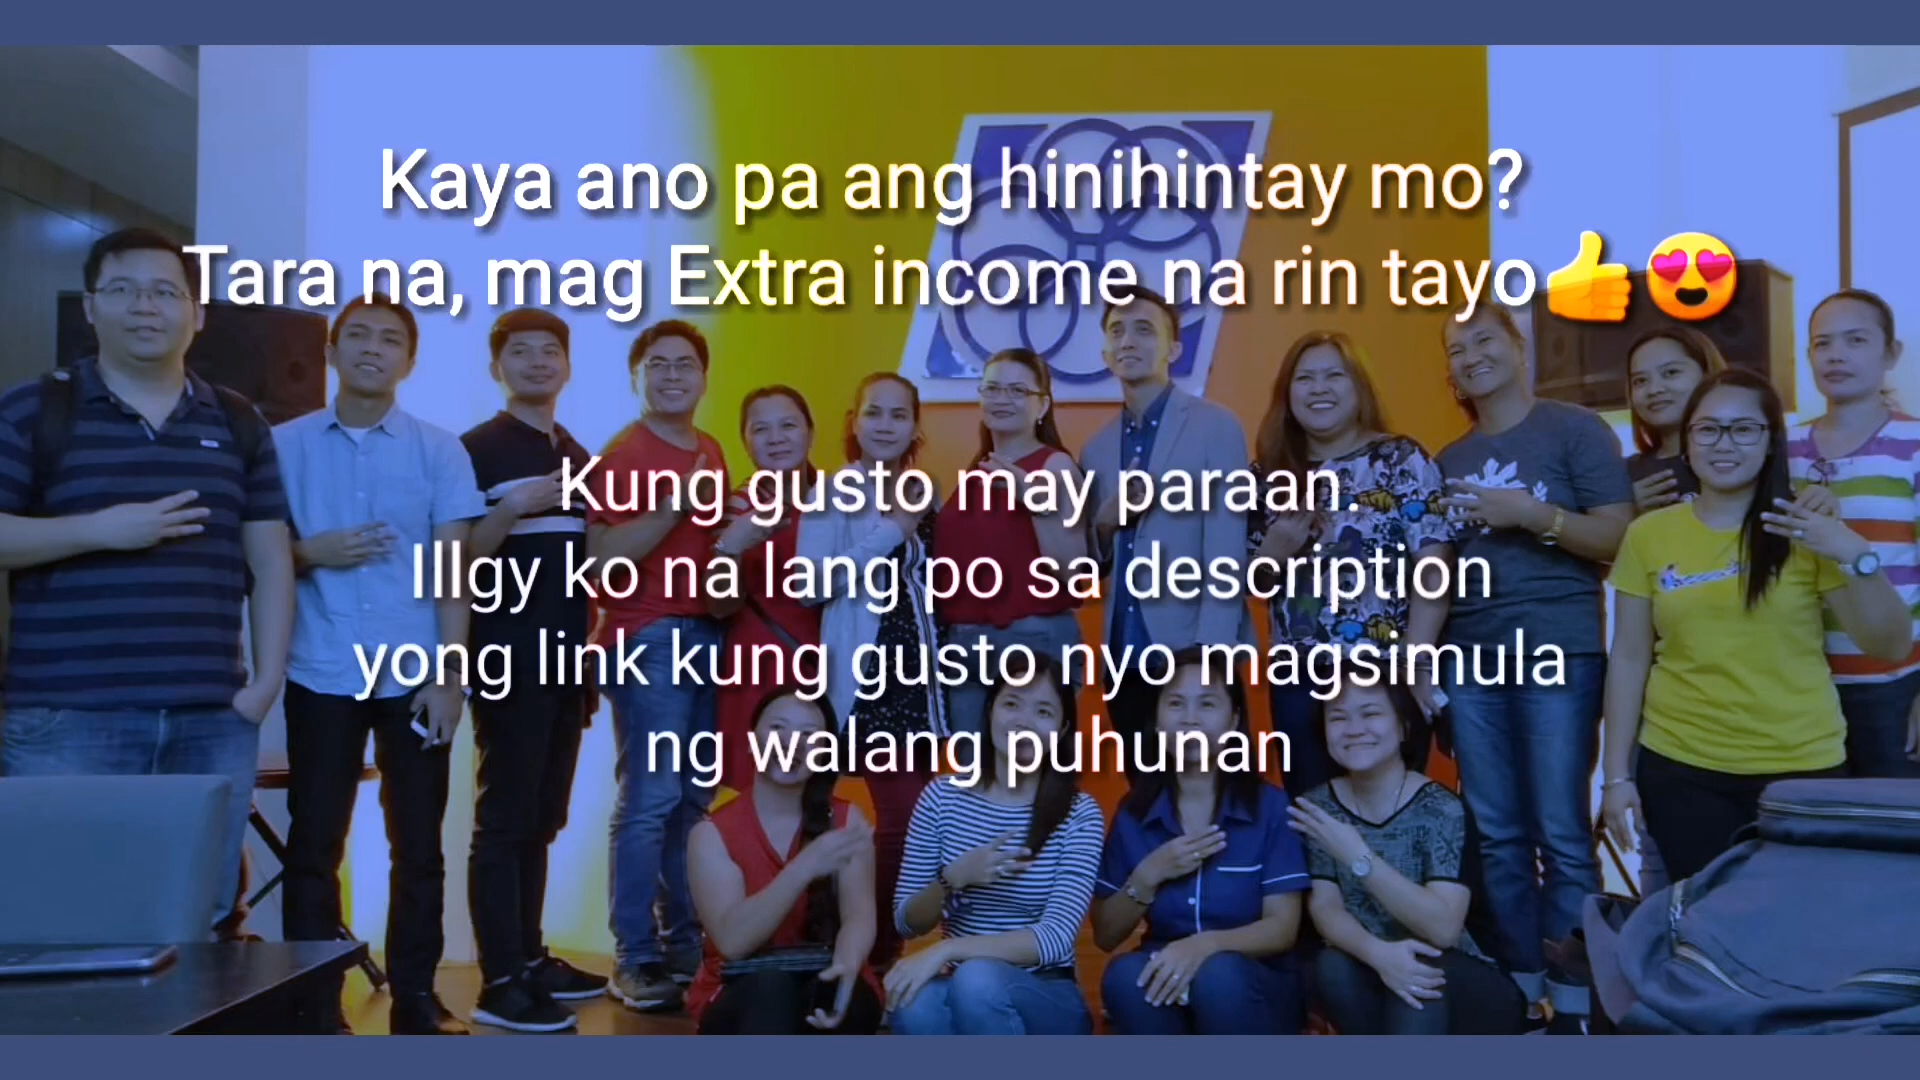 Kaya ano pa ang hinihintay mo?
Tara na, mag Extra income na rin tayo👍😍
Kung gusto may paraan.
Illgy ko na lang po sa description
yong link kung gusto nyo magsimula
ng walang puhunan